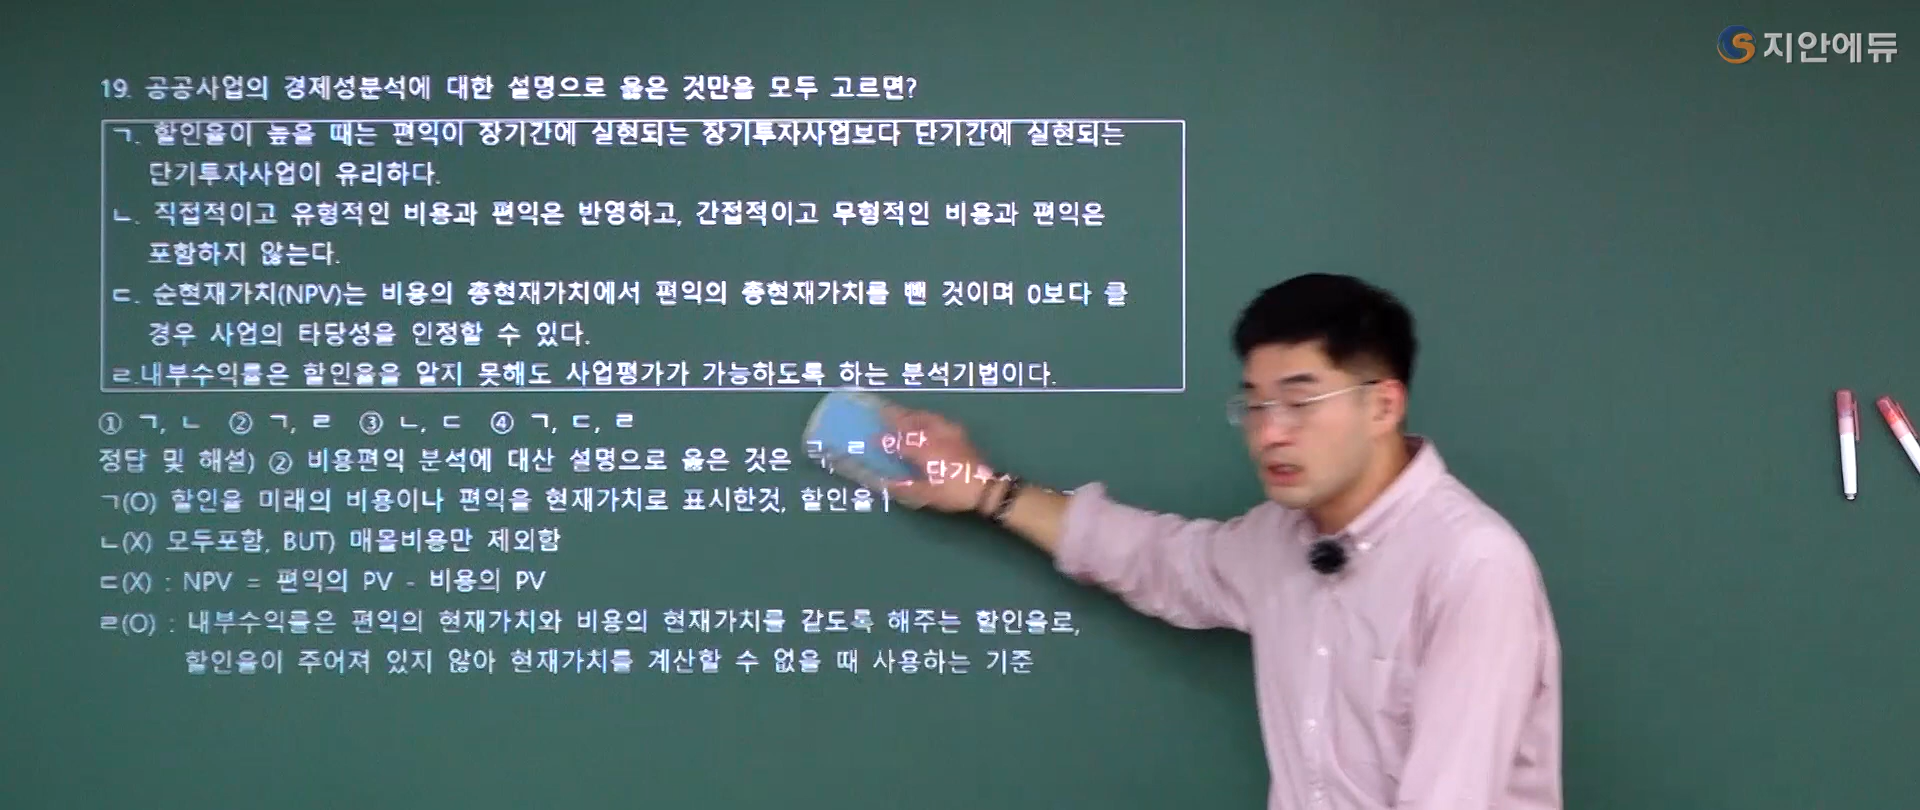 지안에듀
19. 공공사업의 경제성분석에 대한 설명으로 옳은 것만을 모두 고르면?
ㄱ. 할인율이 높을 때는 편익이 장기간에 실현되는 장기투자사업보다 단기간에 실현되는
단기투자사업이 유리하다.
ㄴ. 직접적이고 유형적인 비용과 편익은 반영하고, 간접적이고 무형적인 비용과 편익은
포함하지 않는다.
ㄷ. 순현재가치(NPV)는 비용의 총현재가치에서 편익의 총현재가치를 뺀 것이며 0보다 클
경우 사업의 타당성을 인정할 수 있다.
ㄹ.내부수익률은 할인율을 알지 못해도 사업평가가 가능하도록 하는 분석기법이다.
① ㄱ, ㄴ ② ㄱ, ㄹ ③ ㄴ, ㄷ ④ ㄱ, ㄷ, ㄹ
정답 및 해설) ② 비용편익 분석에 대산 설명으로 옳은 것은 ㄱ, ㄹ 이다
ㄱ(O) 할인율 미래의 비용이나 편익을 현재가치로 표시한것, 할인율 단기
ㄴ(X) 모두포함, BUT) 매몰비용만 제외함
ㄷ(X) : NPV = 편익의 PV - 비용의 PV
ㄹ(O) : 내부수익률은 편익의 현재가치와 비용의 현재가치를 같도록 해주는 할인율로,
할인율이 주어져 있지 않아 현재가치를 계산할 수 없을 때 사용하는 기준